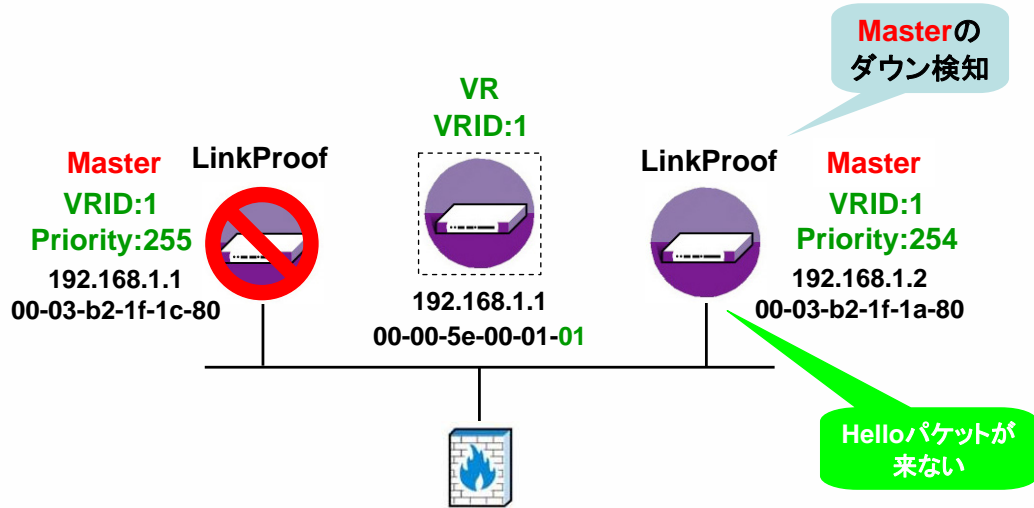 Masterの
ダウン検知
VR
VRID:1
Master
LinkProof
VRID:1
Priority:255
192.168.1.1
00-03-b2-1f-1c-80
192.168.1.1
00-00-5e-00-01-01
LinkProof
Master
VRID:1
Priority:254
192.168.1.2
00-03-b2-1f-1a-80
Helloパケットが
来ない